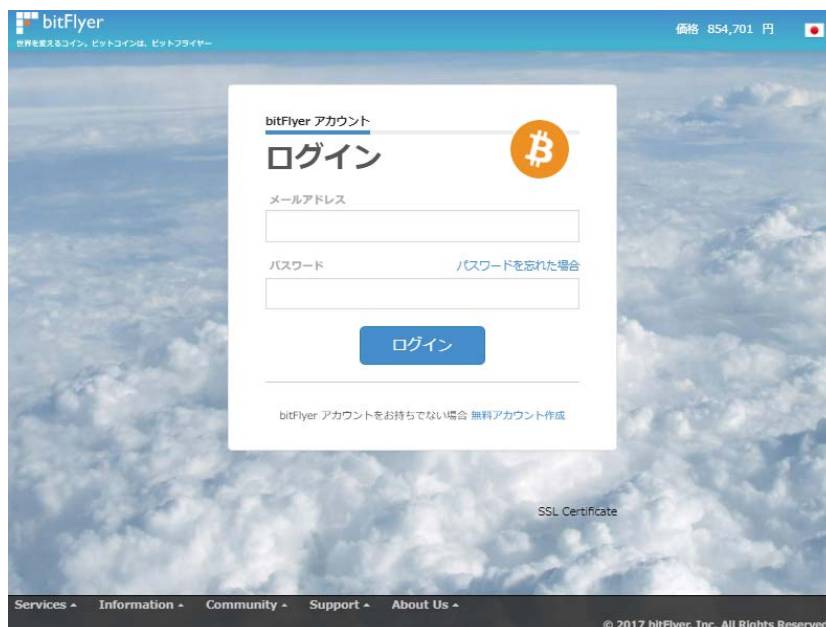 bitFlyer
価格 854,701 円
世界を変えるコイン。ビットコインは、ビットフライヤー
bitFlyer アカウント
ログイン
メールアドレス
パスワード パスワードを忘れた場合
ログイン
bitFlyer アカウントをお持ちでない場合 無料アカウント作成
SSL Certificate
Services Information Community Support About Us
© 2017 bitFlyer, Inc. All Rights Reserved